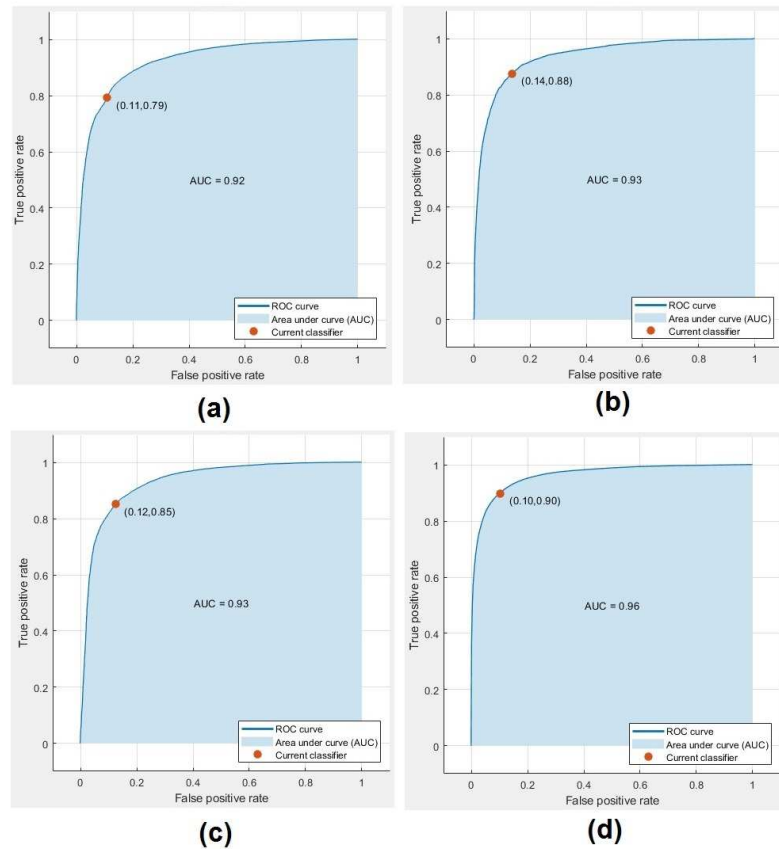 1
0.8
0.6
0.4
0.2
0
True positive rate
(0.11,0.79)
AUC = 0.92
ROC curve
Area under curve (AUC)
Current classifier
0 0.2 0.4 0.6 0.8 1
False positive rate
(a)
1
0.8
0.6
0.4
0.2
0
True positive rate
(0.14,0.88)
AUC = 0.93
ROC curve
Area under curve (AUC)
Current classifier
0 0.2 0.4 0.6 0.8 1
False positive rate
(b)
1
0.8
0.6
0.4
0.2
0
True positive rate
(0.12,0.85)
AUC = 0.93
ROC curve
Area under curve (AUC)
Current classifier
0 0.2 0.4 0.6 0.8 1
False positive rate
(c)
1
0.8
0.6
0.4
0.2
0
True positive rate
(0.10,0.90)
AUC = 0.96
ROC curve
Area under curve (AUC)
Current classifier
0 0.2 0.4 0.6 0.8 1
False positive rate
(d)